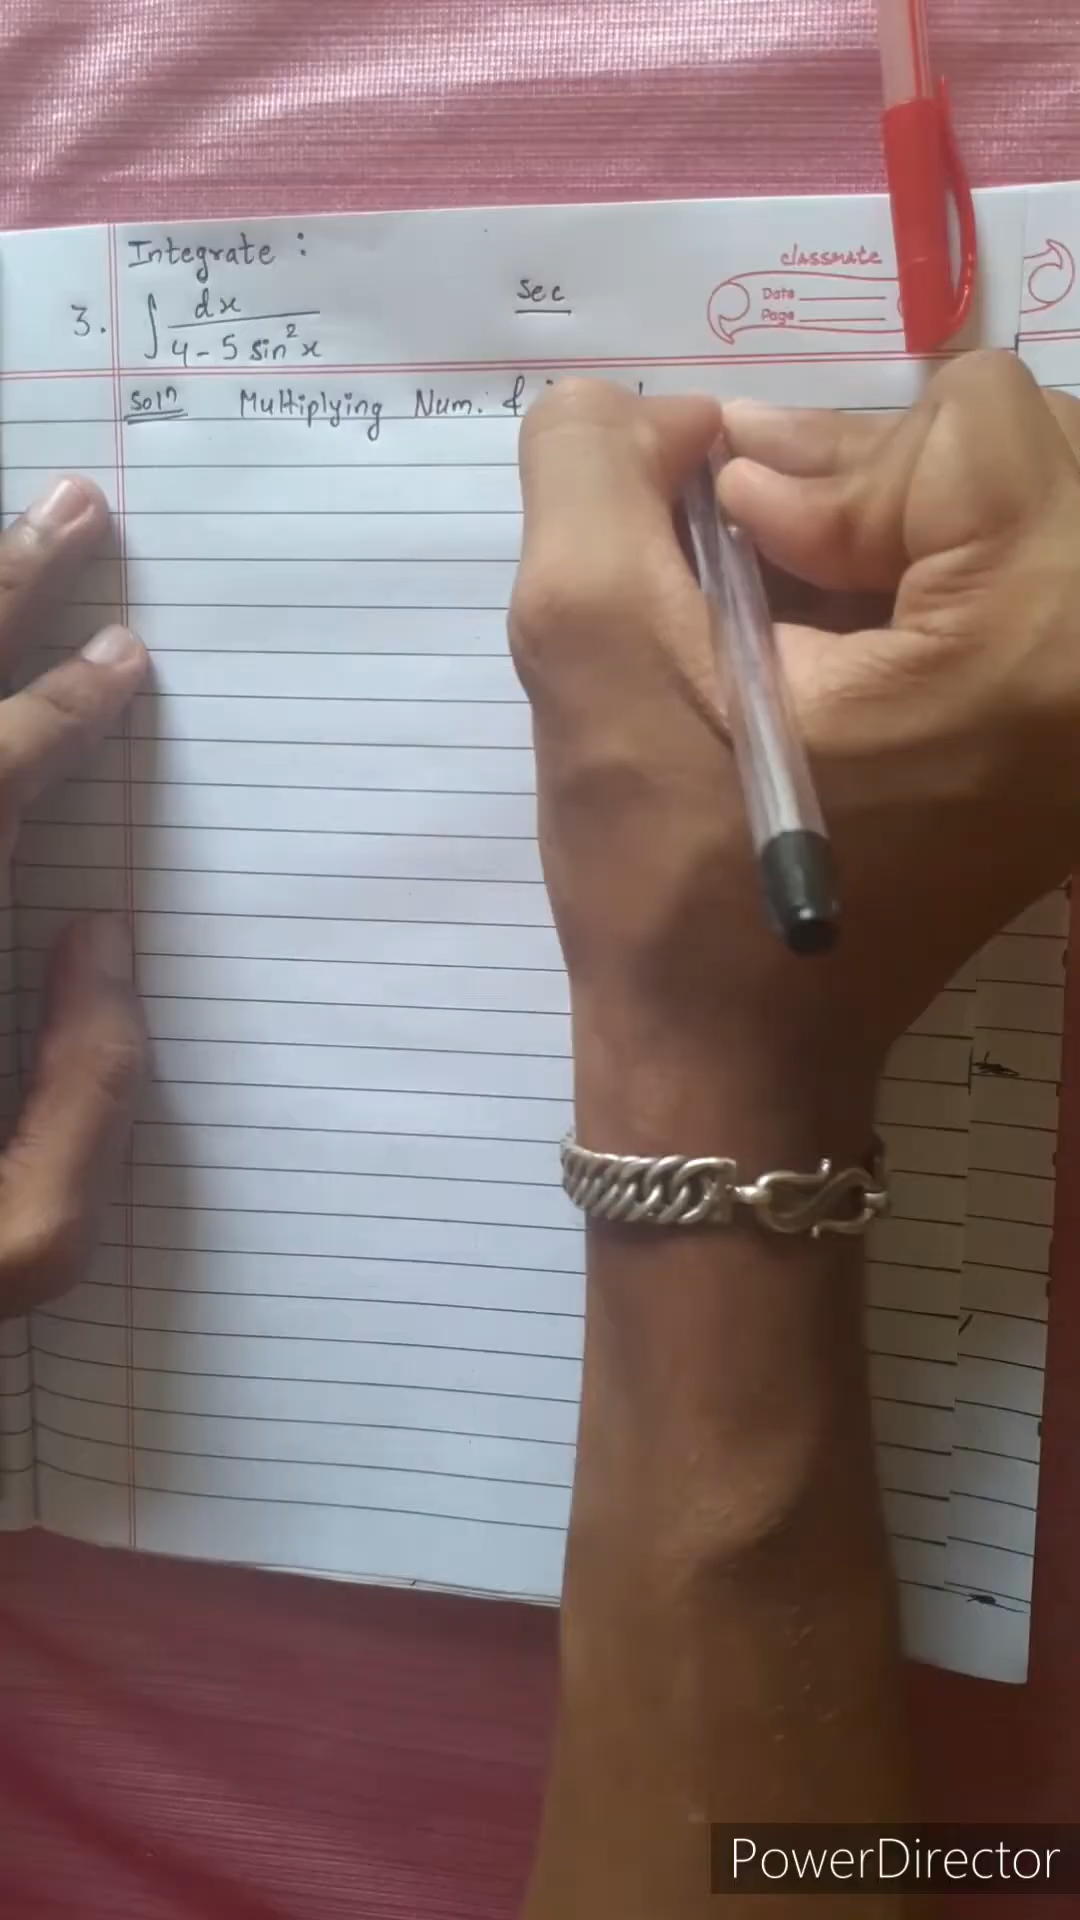 Integrate :
3. ∫ dx / 4 - 5 sin²x
sec
classmate
Date
Page
Soln Multiplying Num. &
PowerDirector